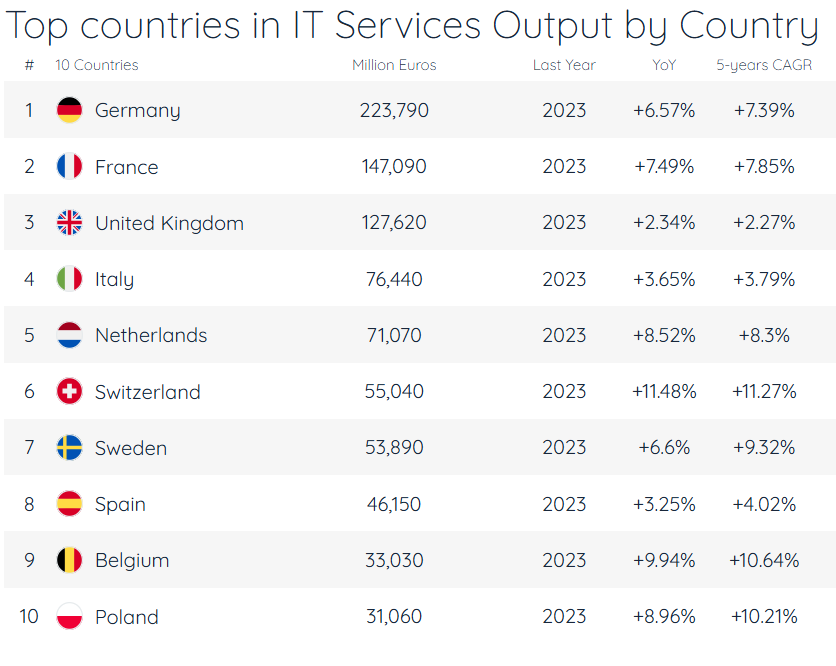 Top countries in IT Services Output by Country
# 10 Countries Million Euros Last Year YoY 5-years CAGR
1 Germany 223,790 2023 +6.57% +7.39%
2 France 147,090 2023 +7.49% +7.85%
3 United Kingdom 127,620 2023 +2.34% +2.27%
4 Italy 76,440 2023 +3.65% +3.79%
5 Netherlands 71,070 2023 +8.52% +8.3%
6 Switzerland 55,040 2023 +11.48% +11.27%
7 Sweden 53,890 2023 +6.6% +9.32%
8 Spain 46,150 2023 +3.25% +4.02%
9 Belgium 33,030 2023 +9.94% +10.64%
10 Poland 31,060 2023 +8.96% +10.21%